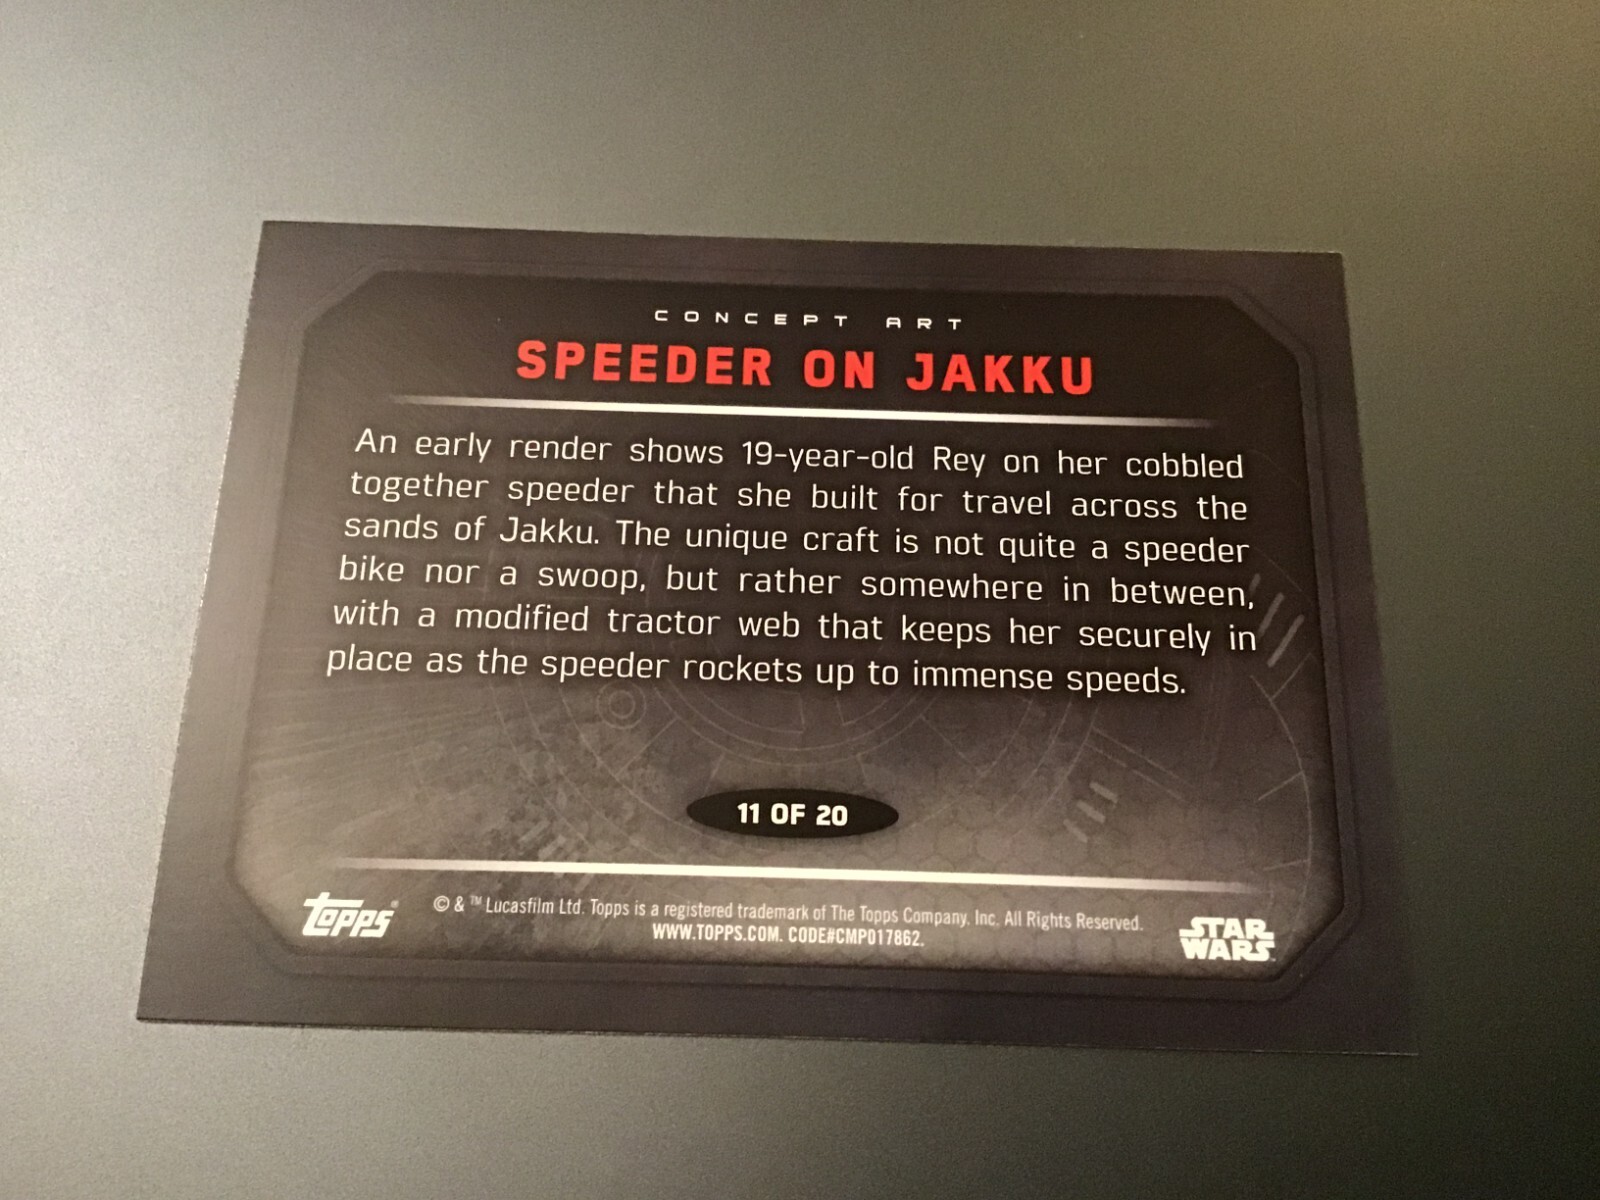 CONCEPT ART
SPEEDER ON JAKKU
An early render shows 19-year-old Rey on her cobbled
together speeder that she built for travel across the
sands of Jakku. The unique craft is not quite a speeder
bike nor a swoop, but rather somewhere in between,
with a modified tractor web that keeps her securely in
place as the speeder rockets up to immense speeds.
11 OF 20
© & ™ Lucasfilm Ltd. Topps is a registered trademark of The Topps Company, Inc. All Rights Reserved.
WWW.TOPPS.COM. CODE#CMP017862.
Topps®
STAR
WARS™